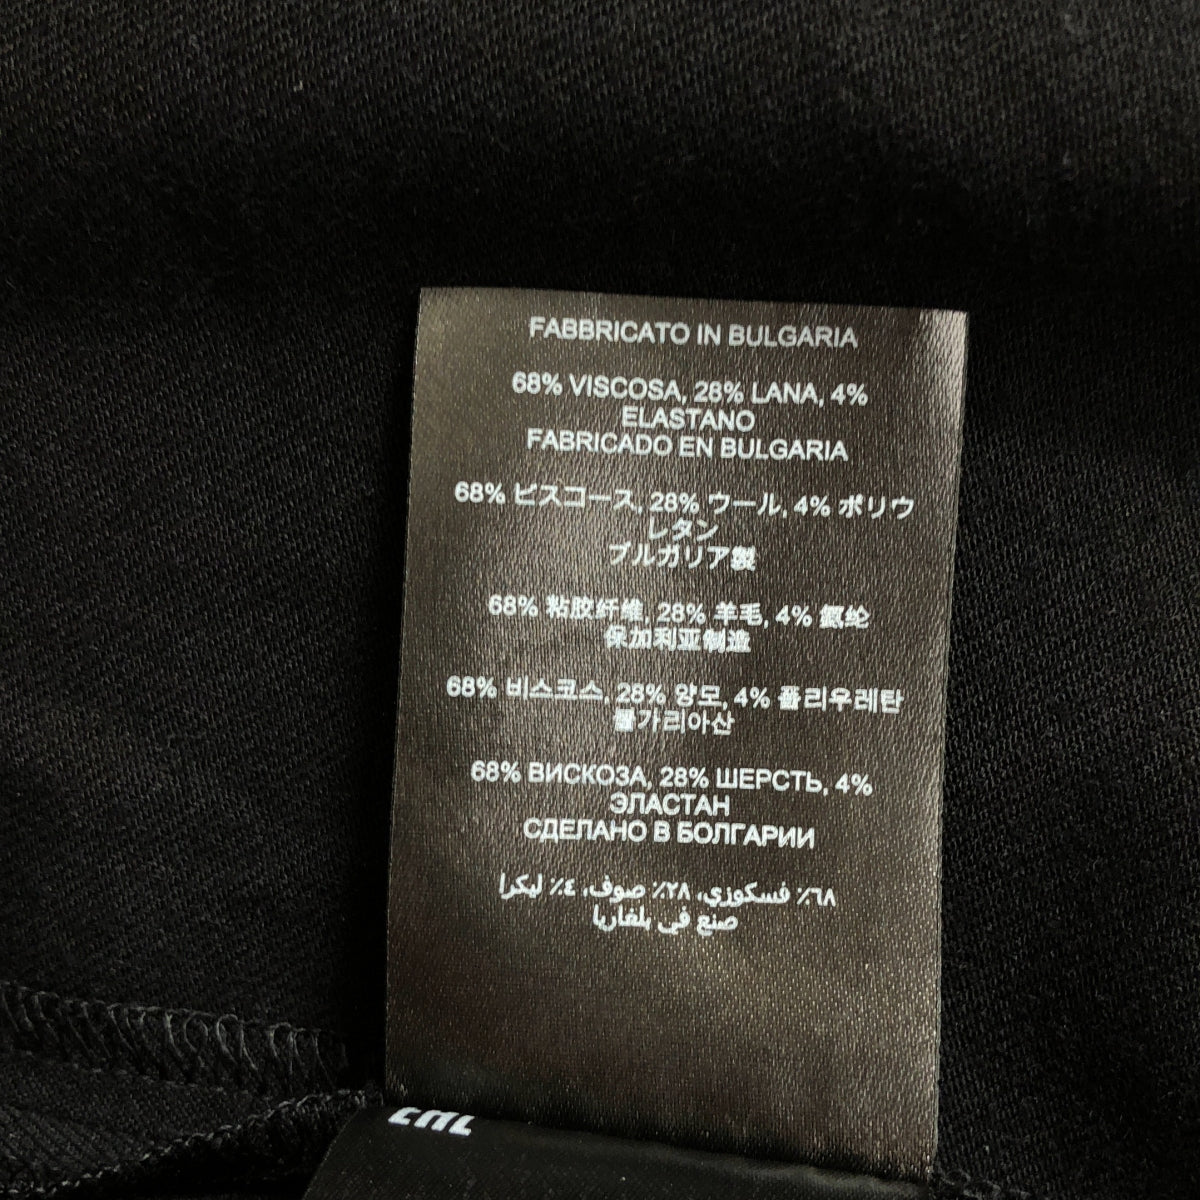 FABBRICATO IN BULGARIA
68% VISCOSA, 28% LANA, 4%
ELASTANO
FABRICADO EN BULGARIA
68% ビスコース, 28% ウール, 4% ポリウ
レタン
ブルガリア製
68% 粘胶纤维, 28% 羊毛, 4% 氨纶
保加利亚制造
68% 비스코스, 28% 양모, 4% 폴리우레탄
불가리아산
68% ВИСКОЗА, 28% ШЕРСТЬ, 4%
ЭЛАСТАН
СДЕЛАНО В БОЛГАРИИ
٦٨٪ فسكوزي، ٢٨٪ صوف، ٤٪ ليكرا
صنع في بلغاريا